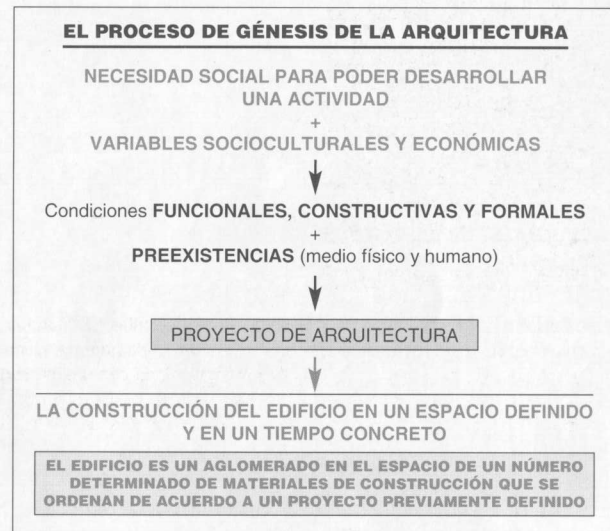 EL PROCESO DE GÉNESIS DE LA ARQUITECTURA
NECESIDAD SOCIAL PARA PODER DESARROLLAR
UNA ACTIVIDAD
+
VARIABLES SOCIOCULTURALES Y ECONÓMICAS
Condiciones FUNCIONALES, CONSTRUCTIVAS Y FORMALES
+
PREEXISTENCIAS (medio físico y humano)
PROYECTO DE ARQUITECTURA
LA CONSTRUCCIÓN DEL EDIFICIO EN UN ESPACIO DEFINIDO
Y EN UN TIEMPO CONCRETO
EL EDIFICIO ES UN AGLOMERADO EN EL ESPACIO DE UN NÚMERO
DETERMINADO DE MATERIALES DE CONSTRUCCIÓN QUE SE
ORDENAN DE ACUERDO A UN PROYECTO PREVIAMENTE DEFINIDO